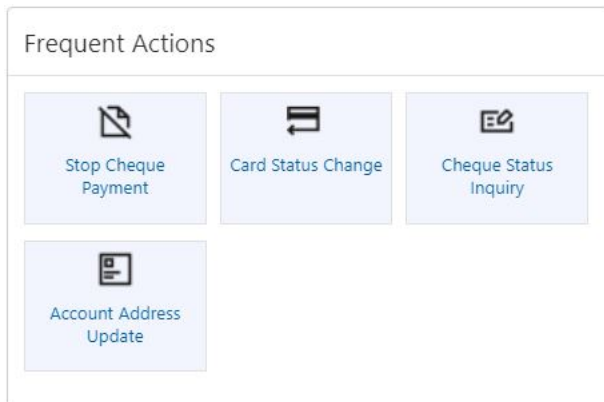 Frequent Actions
Stop Cheque
Payment
Card Status Change
Cheque Status
Inquiry
Account Address
Update